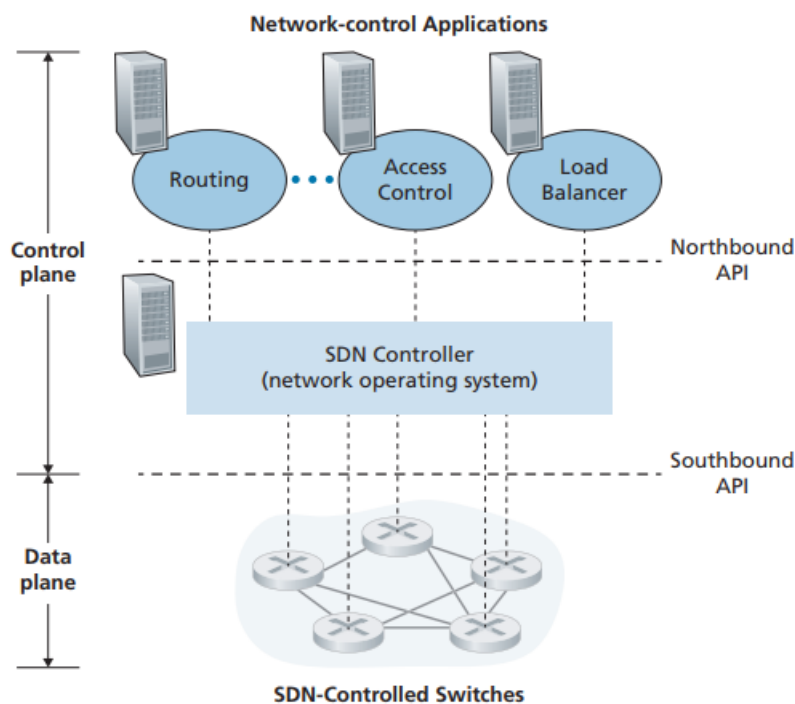 Network-control Applications
Routing
Access
Control
Load
Balancer
Control
plane
Northbound
API
SDN Controller
(network operating system)
Southbound
API
Data
plane
SDN-Controlled Switches